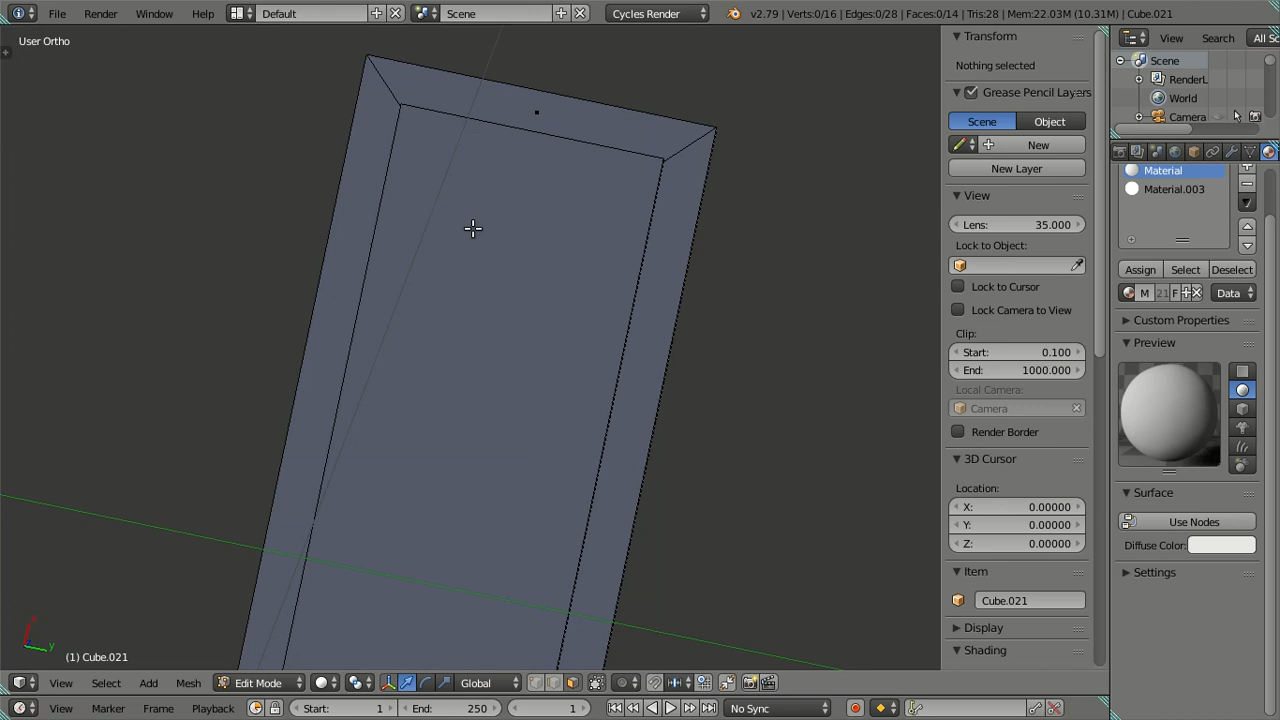 File Render Window Help Default Scene Cycles Render v2.79 | Verts:0/16 | Edges:0/28 | Faces:0/14 | Tris:28 | Mem:22.03M (10.31M) | Cube.021
User Ortho
Transform
Nothing selected
Grease Pencil Layers
Scene Object
New
New Layer
View
Lens: 35.000
Lock to Object:
Lock to Cursor
Lock Camera to View
Clip:
Start: 0.100
End: 1000.000
Local Camera:
Camera
Render Border
3D Cursor
Location:
X: 0.00000
Y: 0.00000
Z: 0.00000
Item
Cube.021
Display
Shading
View Search All Sc
Scene
RenderL
World
Camera
Material
Material.003
Assign Select Deselect
M 21 F Data
Custom Properties
Preview
Surface
Use Nodes
Diffuse Color:
Settings
y
(1) Cube.021
View Select Add Mesh Edit Mode Global
View Marker Frame Playback Start: 1 End: 250 1 No Sync